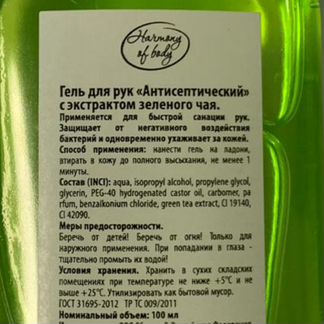 Harmony
of body
Гель для рук «Антисептический»
с экстрактом зеленого чая.
Применяется для быстрой санации рук.
Защищает от негативного воздействия
бактерий и одновременно ухаживает за кожей.
Способ применения: нанести гель на ладони,
втирать в кожу до полного высыхания, не менее 1
минуты.
Состав (INCI): aqua, isopropyl alcohol, propylene glycol,
glycerin, PEG-40 hydrogenated castor oil, carbomer, pa
rfum, benzalkonium chloride, green tea extract, CI 19140,
CI 42090.
Меры предосторожности.
Беречь от детей! Беречь от огня! Только для
наружного применения. При попадании в глаза -
тщательно промыть их водой!
Условия хранения. Хранить в сухих складских
помещениях при температуре не ниже +5°С и не
выше +25°С. Утилизировать как бытовой мусор.
ГОСТ 31695-2012 ТР ТС 009/2011
Номинальный объем: 100 мл